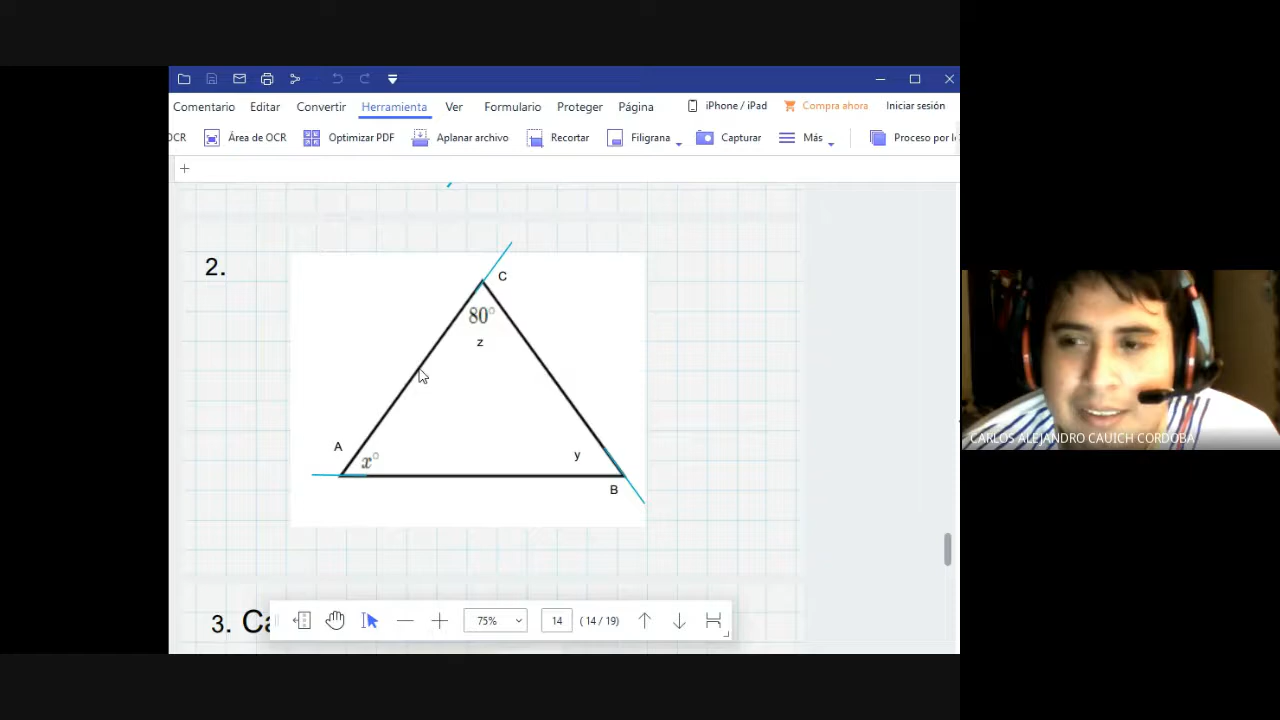 Comentario Editar Convertir Herramienta Ver Formulario Proteger Página iPhone / iPad Compra ahora Iniciar sesión
OCR Área de OCR Optimizar PDF Aplanar archivo Recortar Filigrana Capturar Más Proceso por
2.
C
80°
z
A
x°
y
B
3. Ca
75% 14 ( 14 / 19)
CARLOS ALEJANDRO CAUICH CORDOBA